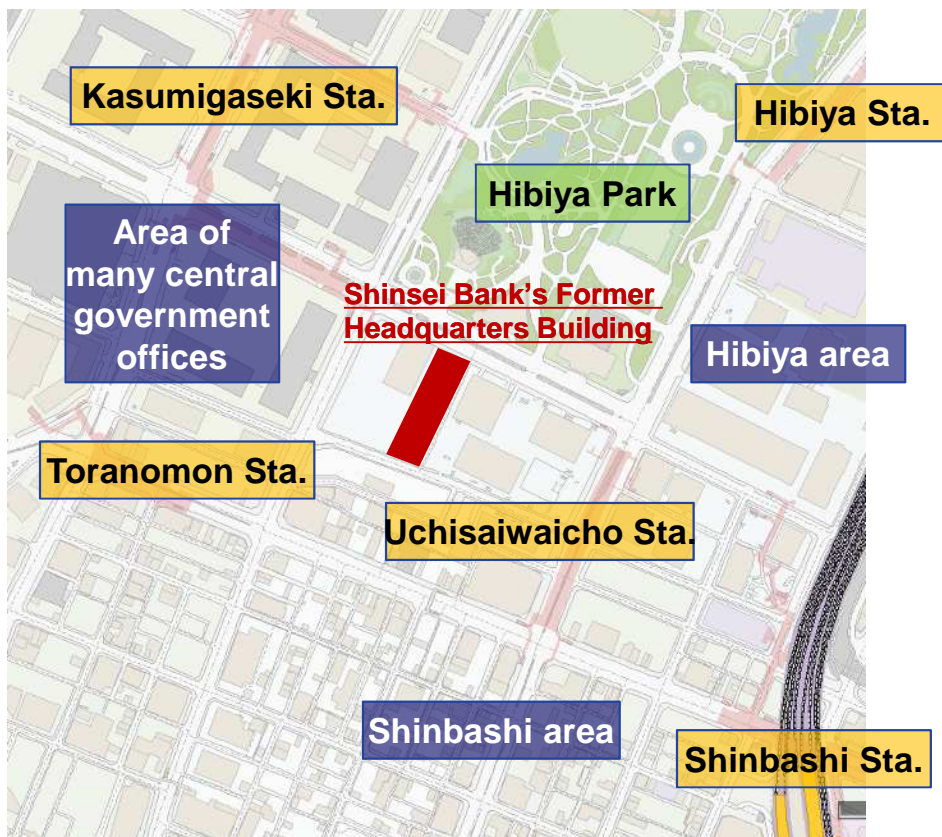 Kasumigaseki Sta.
Hibiya Sta.
Hibiya Park
Area of
many central
government
offices
Shinsei Bank's Former
Headquarters Building
Hibiya area
Toranomon Sta.
Uchisaiwaicho Sta.
Shinbashi area
Shinbashi Sta.